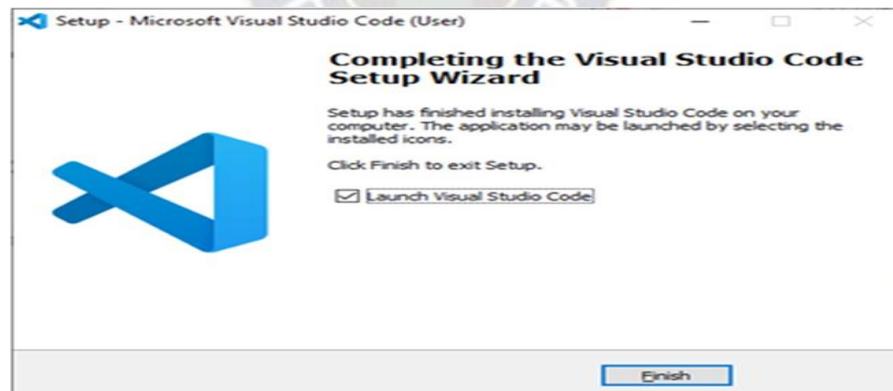 Setup - Microsoft Visual Studio Code (User)
Completing the Visual Studio Code
Setup Wizard
Setup has finished installing Visual Studio Code on your
computer. The application may be launched by selecting the
installed icons.
Click Finish to exit Setup.
Launch Visual Studio Code
Finish